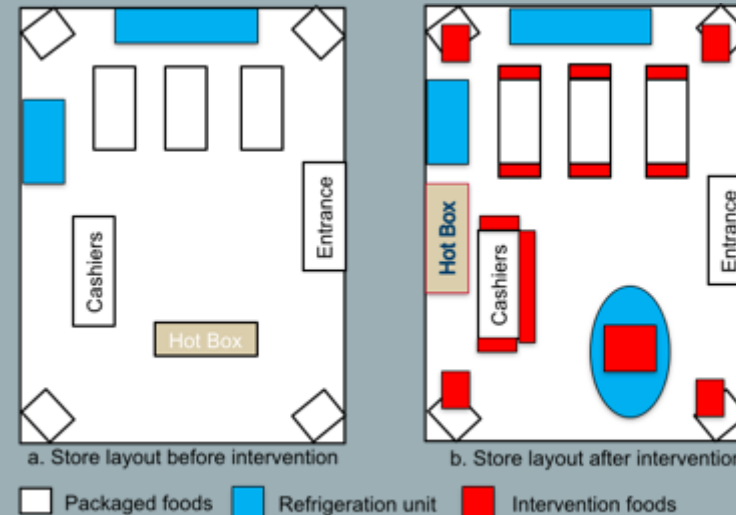 Entrance
Cashiers
Hot Box
a. Store layout before intervention
Hot Box
Cashiers
Entrance
b. Store layout after intervention
Packaged foods
Refrigeration unit
Intervention foods